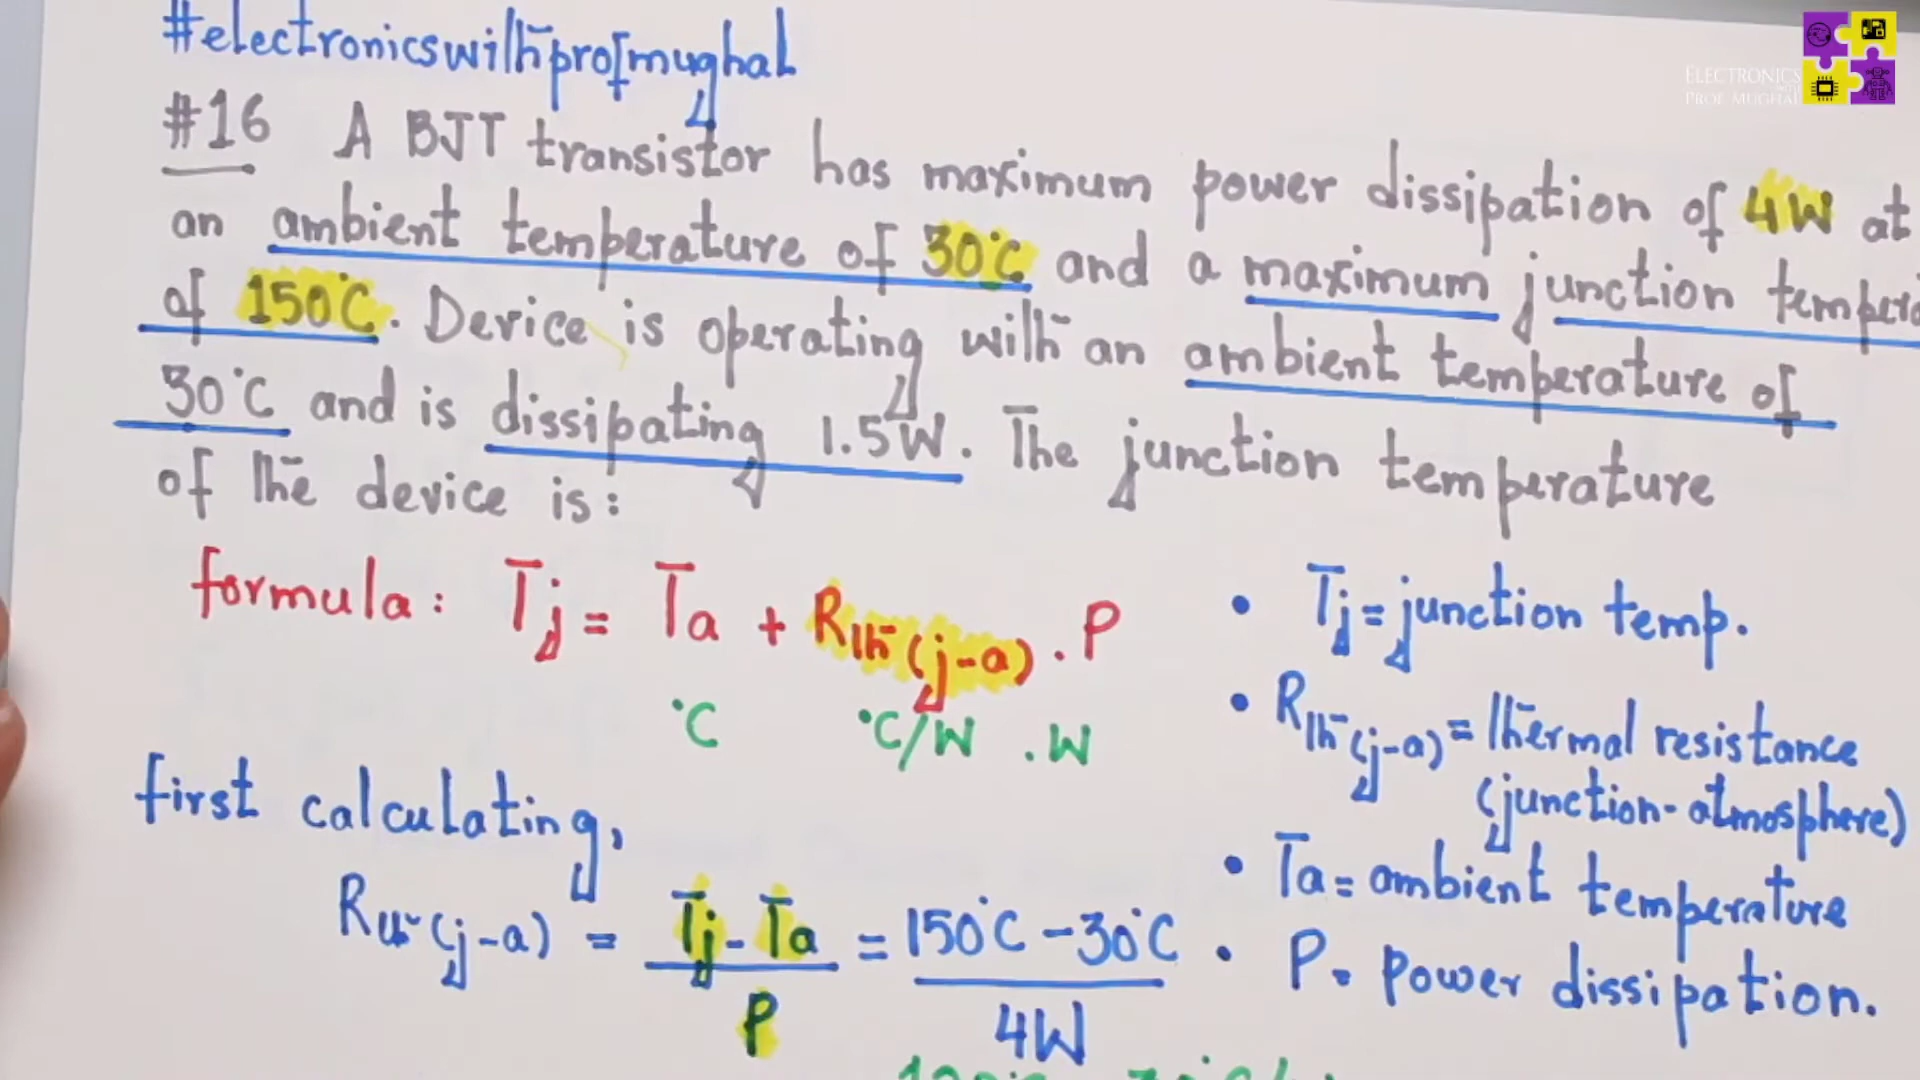 #electronicswithprofmughal
ELECTRONICS
WITH
PROF MUGHAL
#16 A BJT transistor has maximum power dissipation of 4W at
an ambient temperature of 30°C and a maximum junction
of 150°C. Device is operating with an ambient temperature of
30°C and is dissipating 1.5W. The junction temperature
of the device is:
formula: Tj = Ta + Rth(j-a) . P
°C °C/W . W
• Tj = junction temp.
• Rth(j-a) = thermal resistance
(junction-atmosphere)
• Ta = ambient temperature
• P = power dissipation.
first calculating,
Rth(j-a) = Tj - Ta / P = 150°C - 30°C / 4W